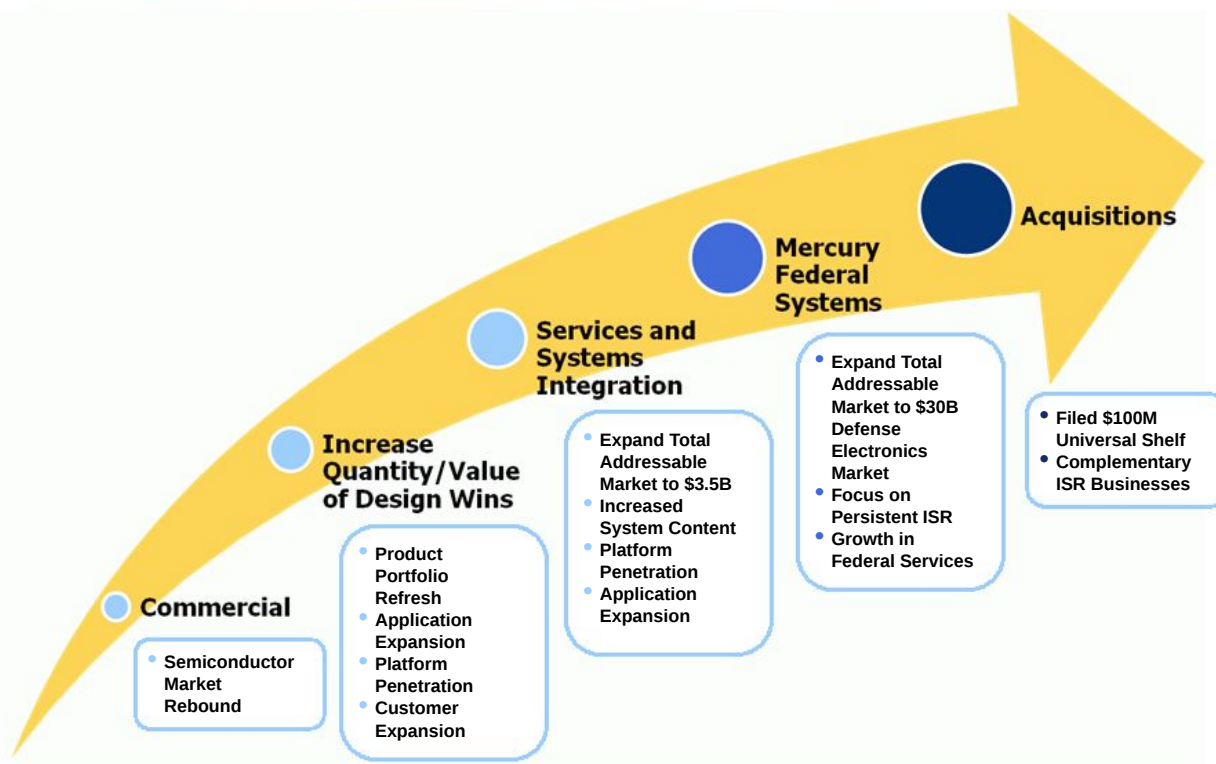 Commercial
Semiconductor
Market
Rebound
Increase
Quantity/Value
of Design Wins
Product
Portfolio
Refresh
Application
Expansion
Platform
Penetration
Customer
Expansion
Services and
Systems
Integration
Expand Total
Addressable
Market to $3.5B
Increased
System Content
Platform
Penetration
Application
Expansion
Mercury
Federal
Systems
Expand Total
Addressable
Market to $30B
Defense
Electronics
Market
Focus on
Persistent ISR
Growth in
Federal Services
Acquisitions
Filed $100M
Universal Shelf
Complementary
ISR Businesses